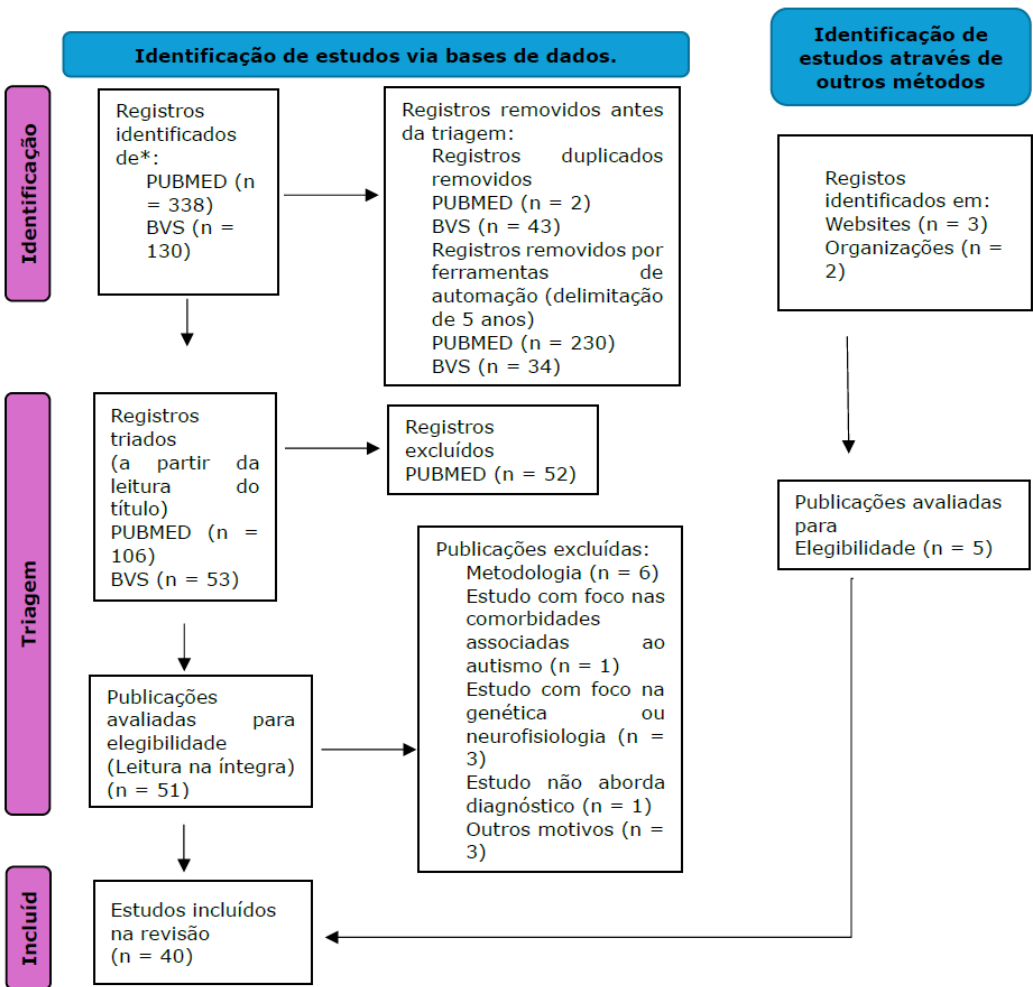 Identificação de estudos via bases de dados.
Identificação de
estudos através de
outros métodos
Identificação
Registros
identificados
de*:
PUBMED (n
= 338)
BVS (n =
130)
Registros removidos antes
da triagem:
Registros duplicados
removidos
PUBMED (n = 2)
BVS (n = 43)
Registros removidos por
ferramentas de
automação (delimitação
de 5 anos)
PUBMED (n = 230)
BVS (n = 34)
Registos
identificados em:
Websites (n = 3)
Organizações (n =
2)
Triagem
Registros
triados
(a partir da
leitura do
título)
PUBMED (n =
106)
BVS (n = 53)
Registros
excluídos
PUBMED (n = 52)
Publicações avaliadas
para
Elegibilidade (n = 5)
Publicações
avaliadas para
elegibilidade
(Leitura na íntegra)
(n = 51)
Publicações excluídas:
Metodologia (n = 6)
Estudo com foco nas
comorbidades
associadas ao
autismo (n = 1)
Estudo com foco na
genética ou
neurofisiologia (n =
3)
Estudo não aborda
diagnóstico (n = 1)
Outros motivos (n =
3)
Incluíd
Estudos incluídos
na revisão
(n = 40)